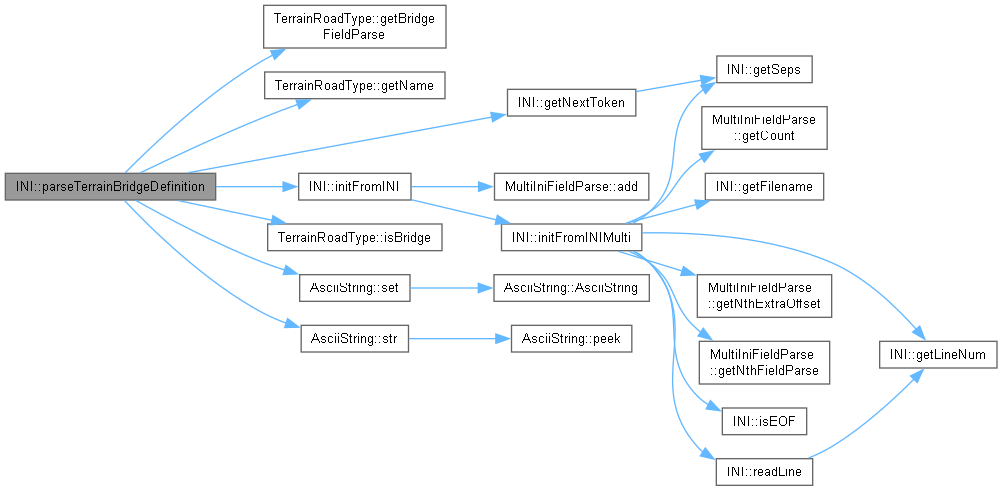 TerrainRoadType::getBridge
FieldParse
TerrainRoadType::getName
INI::getNextToken
INI::getSeps
MultiIniFieldParse
::getCount
INI::parseTerrainBridgeDefinition
INI::initFromINI
MultiIniFieldParse::add
INI::getFilename
TerrainRoadType::isBridge
INI::initFromINIMulti
AsciiString::set
AsciiString::AsciiString
MultiIniFieldParse
::getNthExtraOffset
AsciiString::str
AsciiString::peek
MultiIniFieldParse
::getNthFieldParse
INI::getLineNum
INI::isEOF
INI::readLine